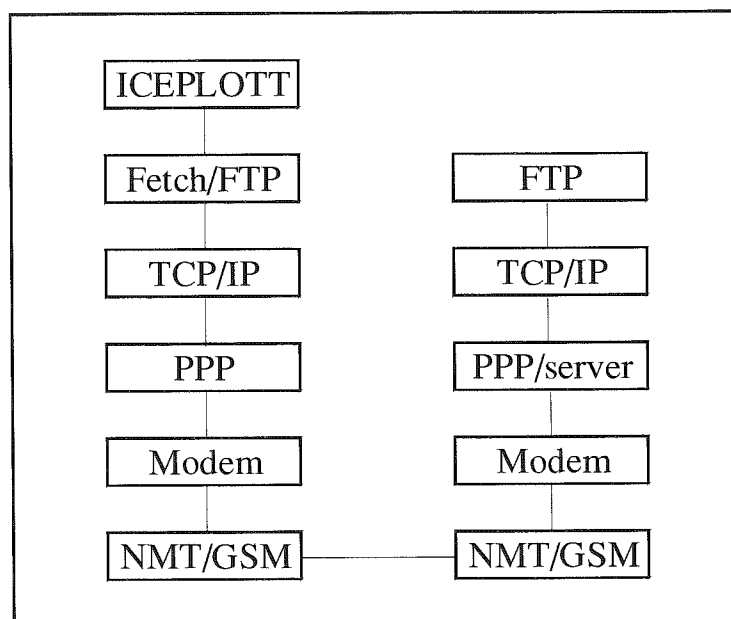 ICEPLOTT
Fetch/FTP
FTP
TCP/IP
TCP/IP
PPP
PPP/server
Modem
Modem
NMT/GSM
NMT/GSM